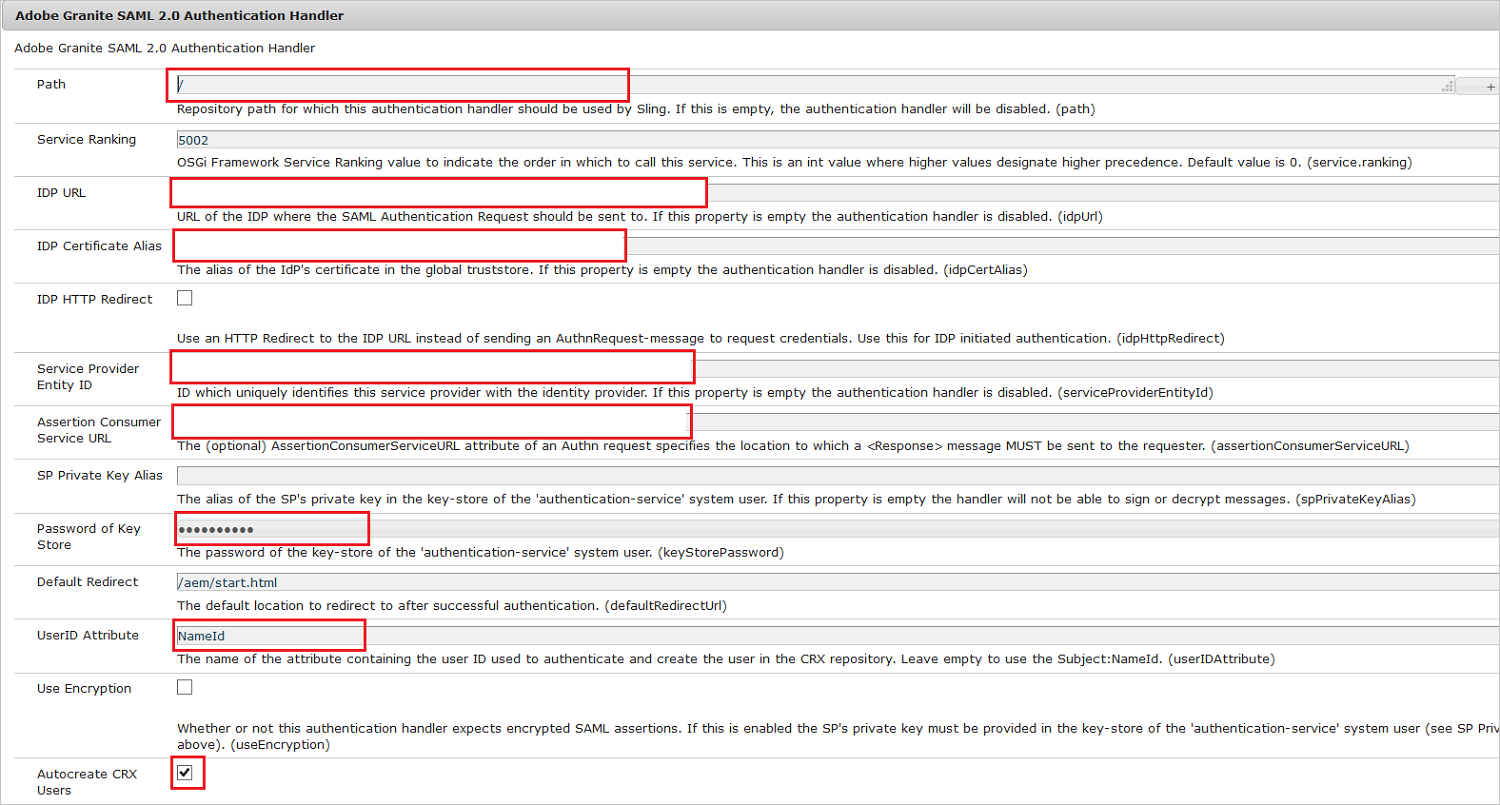 Adobe Granite SAML 2.0 Authentication Handler
Adobe Granite SAML 2.0 Authentication Handler
Path
/
+
Repository path for which this authentication handler should be used by Sling. If this is empty, the authentication handler will be disabled. (path)
Service Ranking
5002
OSGi Framework Service Ranking value to indicate the order in which to call this service. This is an int value where higher values designate higher precedence. Default value is 0. (service.ranking)
IDP URL
URL of the IDP where the SAML Authentication Request should be sent to. If this property is empty the authentication handler is disabled. (idpUrl)
IDP Certificate Alias
The alias of the IdP's certificate in the global truststore. If this property is empty the authentication handler is disabled. (idpCertAlias)
IDP HTTP Redirect
Use an HTTP Redirect to the IDP URL instead of sending an AuthnRequest-message to request credentials. Use this for IDP initiated authentication. (idpHttpRedirect)
Service Provider
Entity ID
ID which uniquely identifies this service provider with the identity provider. If this property is empty the authentication handler is disabled. (serviceProviderEntityId)
Assertion Consumer
Service URL
The (optional) AssertionConsumerServiceURL attribute of an Authn request specifies the location to which a <Response> message MUST be sent to the requester. (assertionConsumerServiceURL)
SP Private Key Alias
The alias of the SP's private key in the key-store of the 'authentication-service' system user. If this property is empty the handler will not be able to sign or decrypt messages. (spPrivateKeyAlias)
Password of Key
Store
●●●●●●●●●●
The password of the key-store of the 'authentication-service' system user. (keyStorePassword)
Default Redirect
/aem/start.html
The default location to redirect to after successful authentication. (defaultRedirectUrl)
UserID Attribute
NameId
The name of the attribute containing the user ID used to authenticate and create the user in the CRX repository. Leave empty to use the Subject:NameId. (userIDAttribute)
Use Encryption
Whether or not this authentication handler expects encrypted SAML assertions. If this is enabled the SP's private key must be provided in the key-store of the 'authentication-service' system user (see SP Priv
above). (useEncryption)
Autocreate CRX
Users